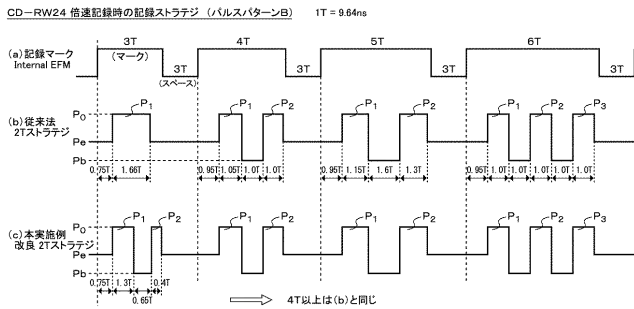 CD－RW24 倍速記録時の記録ストラテジ （パルスパターンB） 1T = 9.64ns
3T 4T 5T 6T
(a)記録マーク (マーク)
Internal EFM 3T 3T 3T 3T
(スペース)
P1 P1 P2 P1 P2 P1 P2 P3
(b)従来法 Po
2Tストラテジ Pe
Pb
0.75T 1.66T 0.95T 1.05T 1.0T 1.0T 0.95T 1.15T 1.6T 1.3T 0.95T 1.0T 1.0T 1.0T 1.0T 1.0T
P1 P2 P1 P2 P1 P2 P1 P2 P3
(c)本実施例 Po
改良 2Tストラテジ Pe
Pb
0.75T 1.3T 0.4T
0.65T
4T以上は(b)と同じ